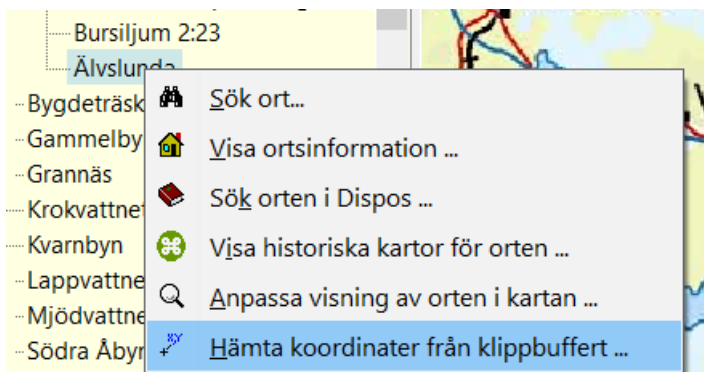 Bursiljum 2:23
Älvslunda
Bygdeträsk
Gammelby
Grannäs
Krokvattne
Kvarnbyn
Lappvattne
Mjödvattne
Södra Åbyn
Sök ort...
Visa ortsinformation ...
Sök orten i Dispos ...
Visa historiska kartor för orten ...
Anpassa visning av orten i kartan ...
Hämta koordinater från klippbuffert ...